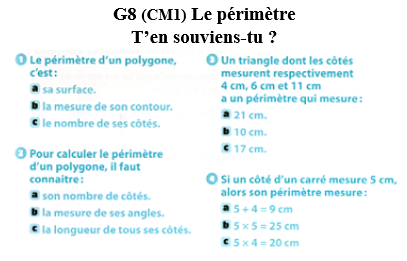 G8 (CM1) Le périmètre
T'en souviens-tu ?
1 Le périmètre d'un polygone,
c'est :
a sa surface.
b la mesure de son contour.
c le nombre de ses côtés.
2 Pour calculer le périmètre
d'un polygone, il faut
connaitre :
a son nombre de côtés.
b la mesure de ses angles.
c la longueur de tous ses côtés.
3 Un triangle dont les côtés
mesurent respectivement
4 cm, 6 cm et 11 cm
a un périmètre qui mesure :
a 21 cm.
b 10 cm.
c 17 cm.
4 Si un côté d'un carré mesure 5 cm,
alors son périmètre mesure :
a 5 + 4 = 9 cm
b 5 × 5 = 25 cm
c 5 × 4 = 20 cm